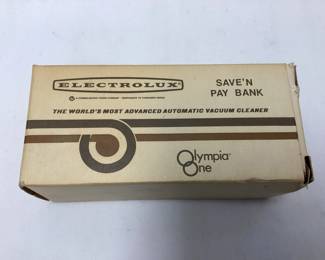 ELECTROLUX®
SAVE'N
PAY BANK
THE WORLD'S MOST ADVANCED AUTOMATIC VACUUM CLEANER
Olympia
One